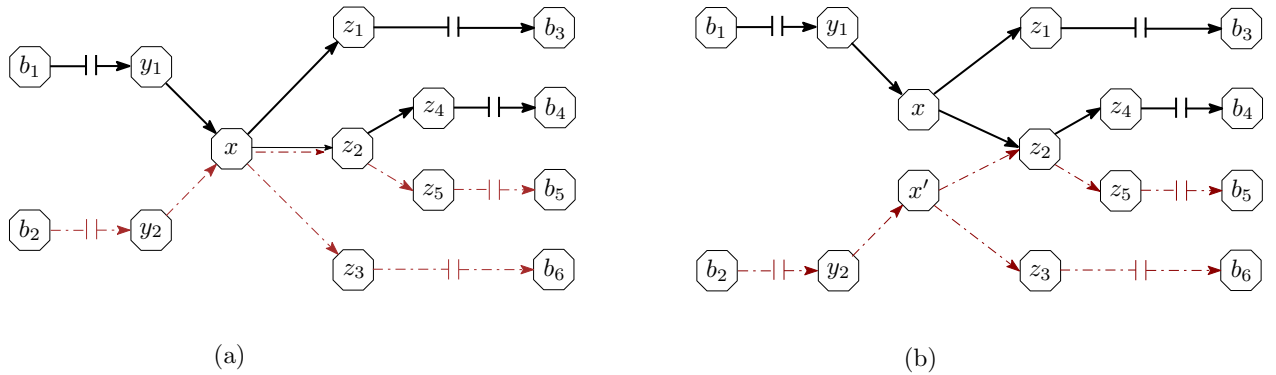 z₁ b₃ b₁ y₁ z₁ b₃
b₁ y₁
z₄ b₄ x z₄ b₄
x z₂ z₂
z₅ b₅ x′ z₅ b₅
b₂ y₂
z₃ b₆ b₂ y₂ z₃ b₆
(a) (b)